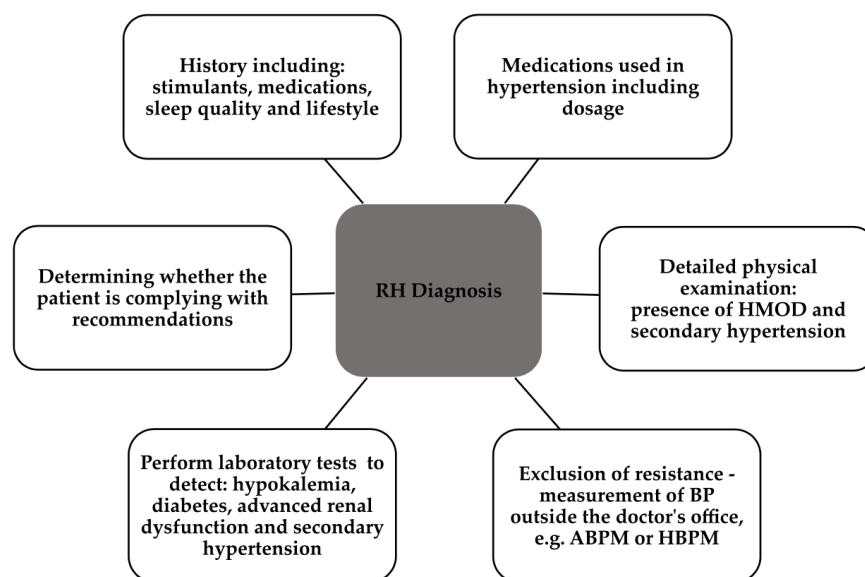 History including:
stimulants, medications,
sleep quality and lifestyle
Medications used in
hypertension including
dosage
Determining whether the
patient is complying with
recommendations
RH Diagnosis
Detailed physical
examination:
presence of HMOD and
secondary hypertension
Perform laboratory tests to
detect: hypokalemia,
diabetes, advanced renal
dysfunction and secondary
hypertension
Exclusion of resistance -
measurement of BP
outside the doctor's office,
e.g. ABPM or HBPM